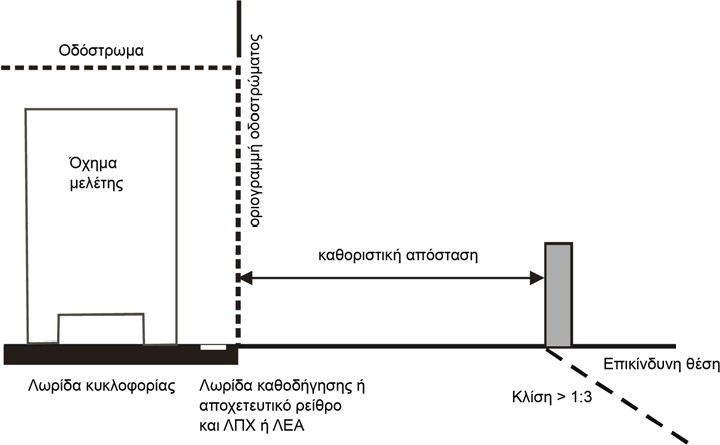 Οδόστρωμα
οριογραμμή οδοστρώματος
Όχημα
μελέτης
καθοριστική απόσταση
Επικίνδυνη θέση
Λωρίδα κυκλοφορίας
Λωρίδα καθοδήγησης ή
αποχετευτικό ρείθρο
και ΛΠΧ ή ΛΕΑ
Κλίση > 1:3